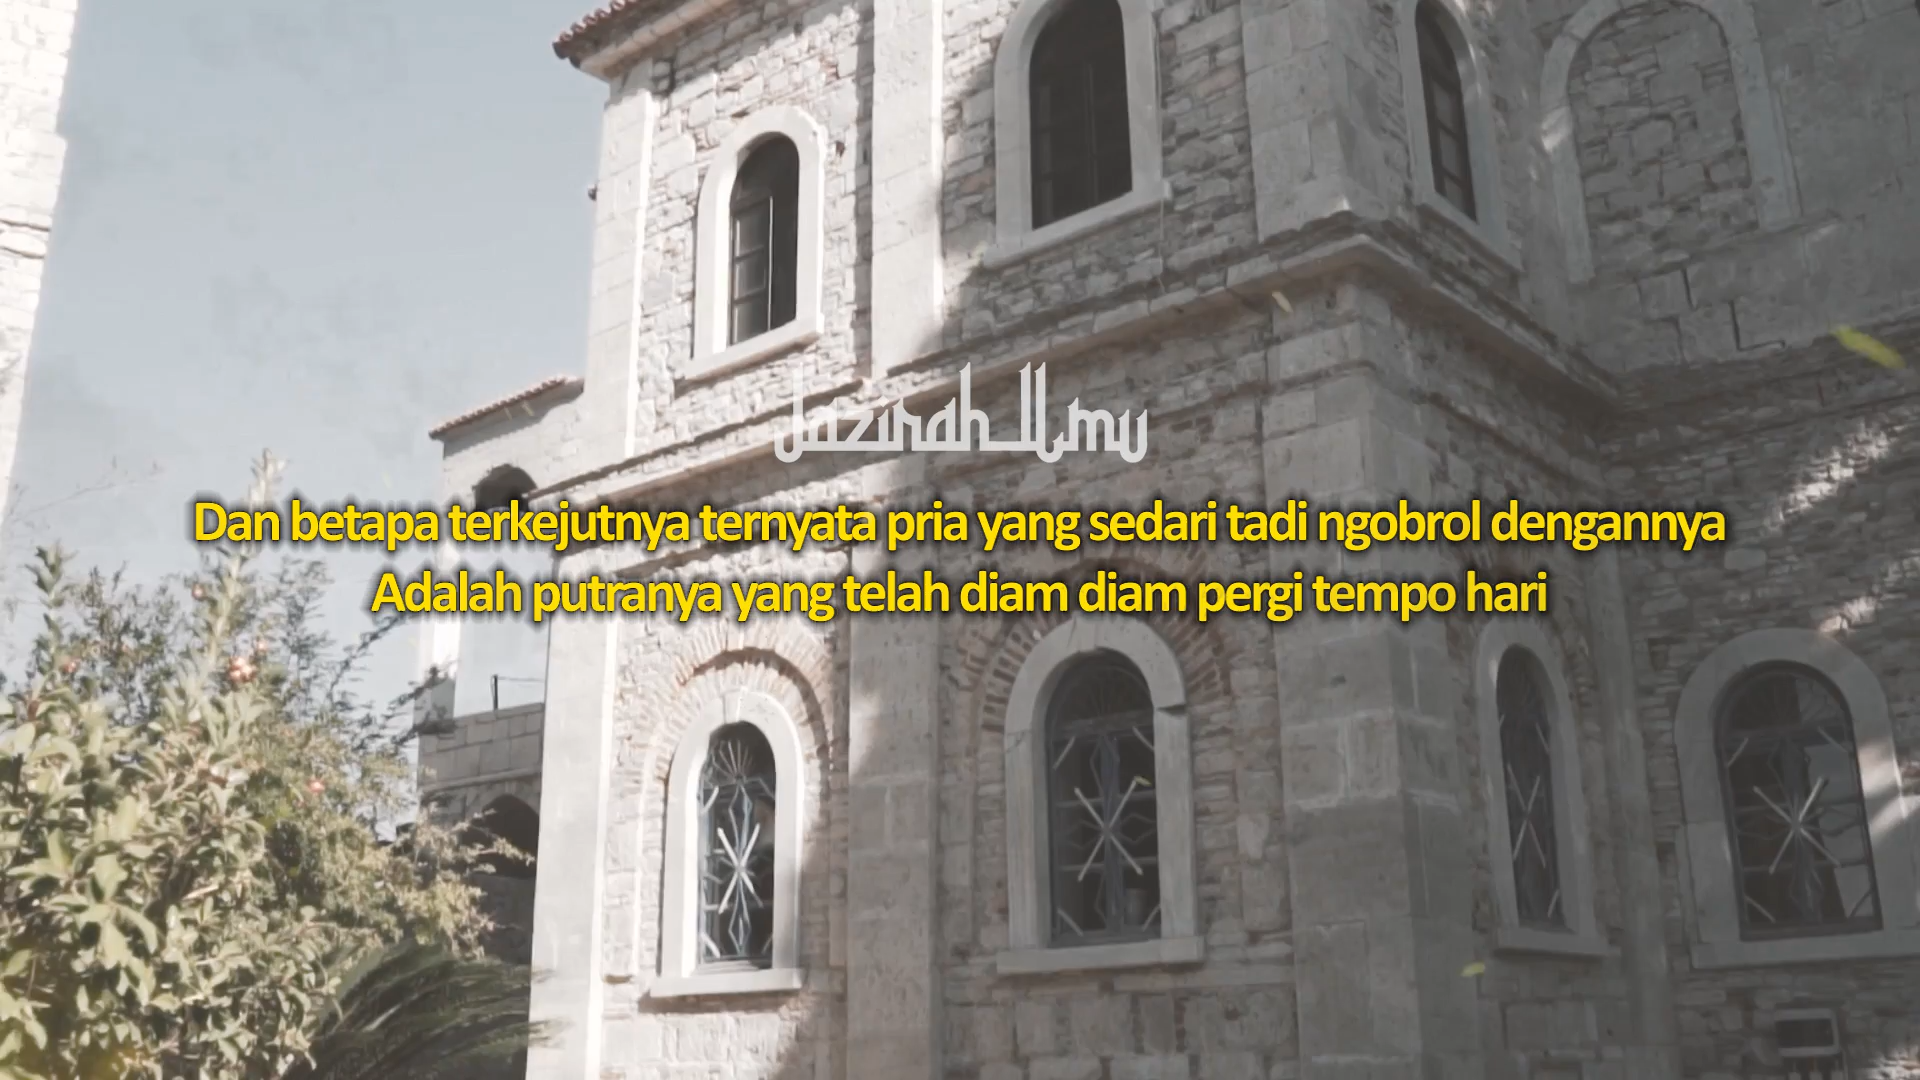 Jazirah Ilmu
Dan betapa terkejutnya ternyata pria yang sedari tadi ngobrol dengannya
Adalah putranya yang telah diam diam pergi tempo hari